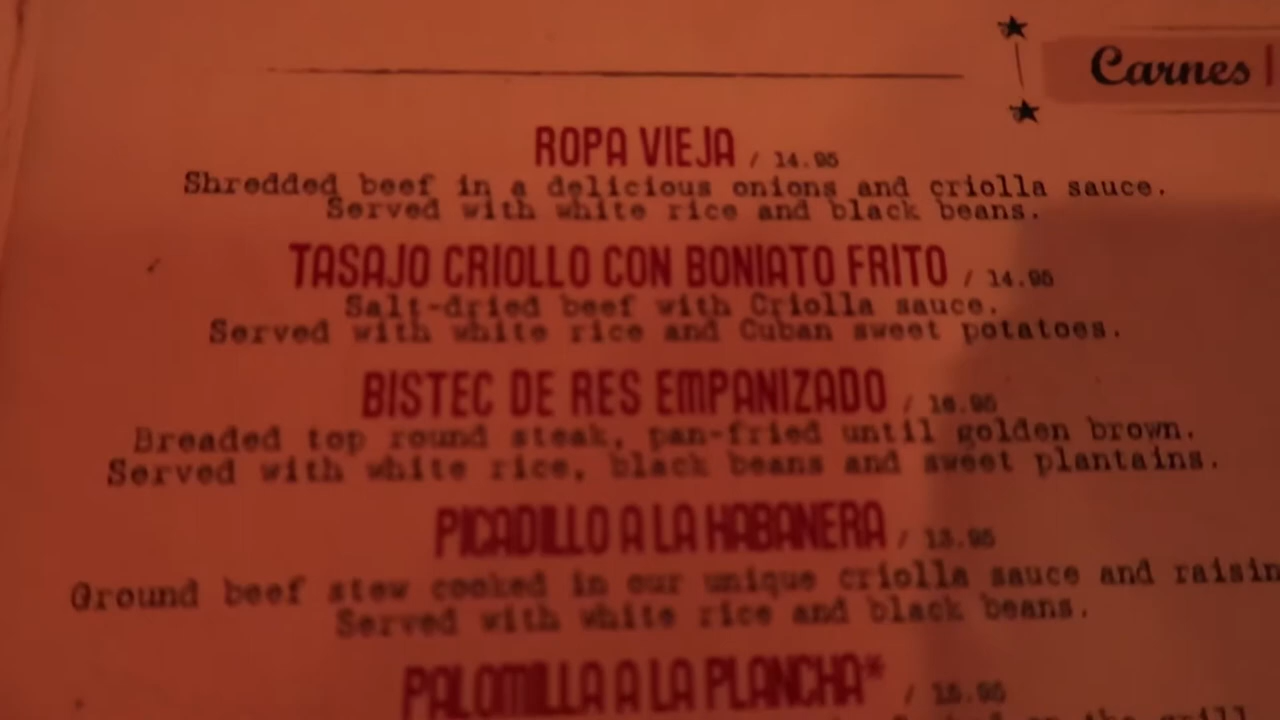 Carnes
ROPA VIEJA / 14.95
Shredded beef in a delicious onions and criolla sauce.
Served with white rice and black beans.
TASAJO CRIOLLO CON BONIATO FRITO / 14.95
Salt-dried beef with Criolla sauce.
Served with white rice and Cuban sweet potatoes.
BISTEC DE RES EMPANIZADO / 16.95
Breaded top round steak, pan-fried until golden brown.
Served with white rice, black beans and sweet plantains.
PICADILLO A LA HABANERA / 13.95
Ground beef stew cooked in our unique criolla sauce and raisin
Served with white rice and black beans.
PALOMILLA A LA PLANCHA* / 15.95
on the grill